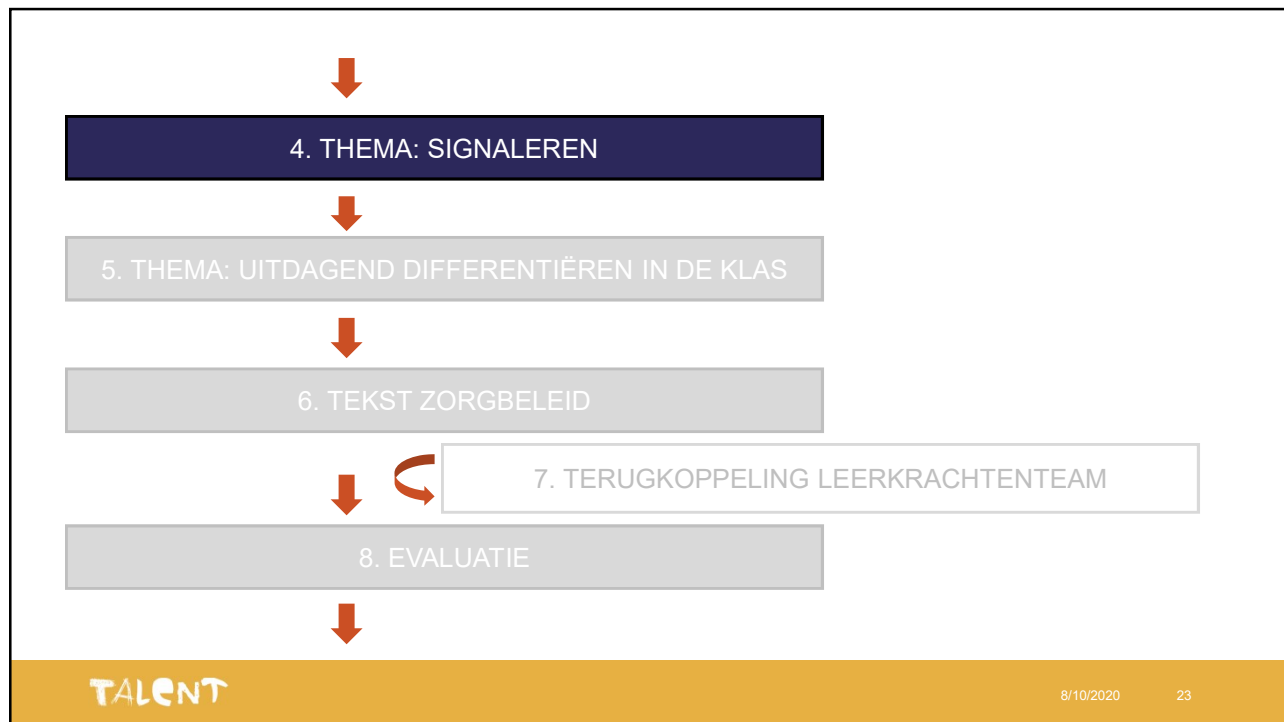 4. THEMA: SIGNALEREN
5. THEMA: UITDAGEND DIFFERENTIËREN IN DE KLAS
6. TEKST ZORGBELEID
7. TERUGKOPPELING LEERKRACHTENTEAM
8. EVALUATIE
TALENT
8/10/2020
23